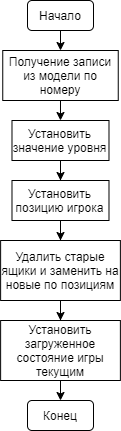 Начало
Получение записи
из модели по
номеру
Установить
значение уровня
Установить
позицию игрока
Удалить старые
ящики и заменить на
новые по позициям
Установить
загруженное
состояние игры
текущим
Конец